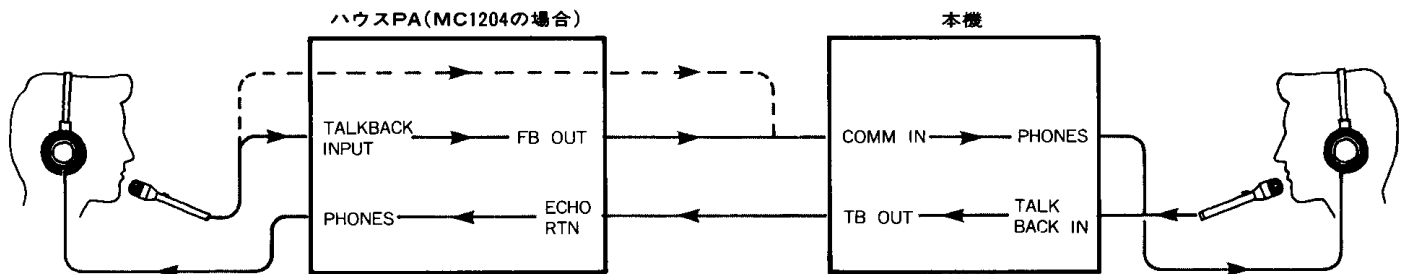 ハウスPA(MC1204の場合)
本機
TALKBACK
INPUT
FB OUT
COMM IN
PHONES
PHONES
ECHO
RTN
TB OUT
TALK
BACK IN